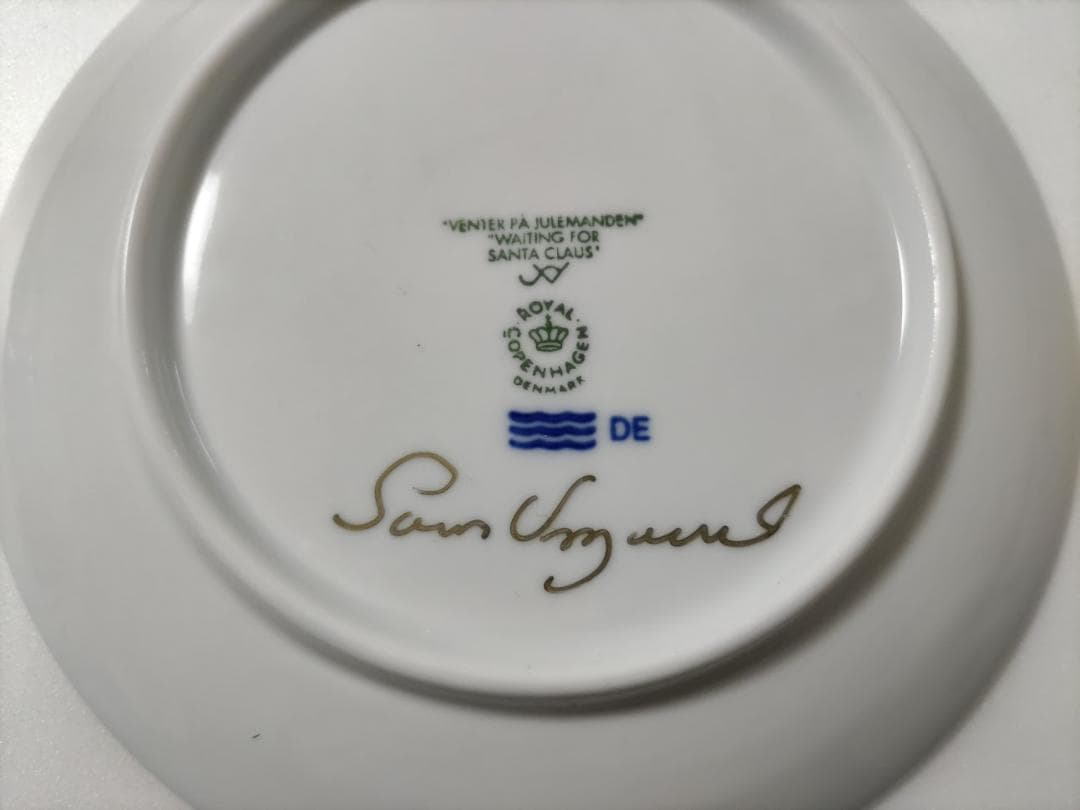 "VENTER PÅ JULEMANDEN"
"WAITING FOR
SANTA CLAUS"
ROYAL
COPENHAGEN
DENMARK
DE